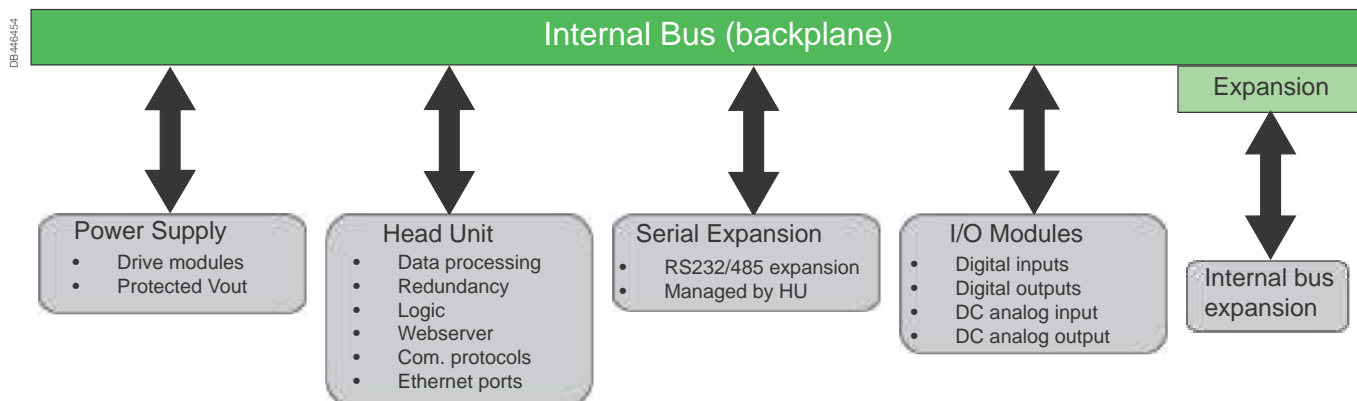 DB446454
Internal Bus (backplane)
Expansion
Power Supply
• Drive modules
• Protected Vout
Head Unit
• Data processing
• Redundancy
• Logic
• Webserver
• Com. protocols
• Ethernet ports
Serial Expansion
• RS232/485 expansion
• Managed by HU
I/O Modules
• Digital inputs
• Digital outputs
• DC analog input
• DC analog output
Internal bus
expansion